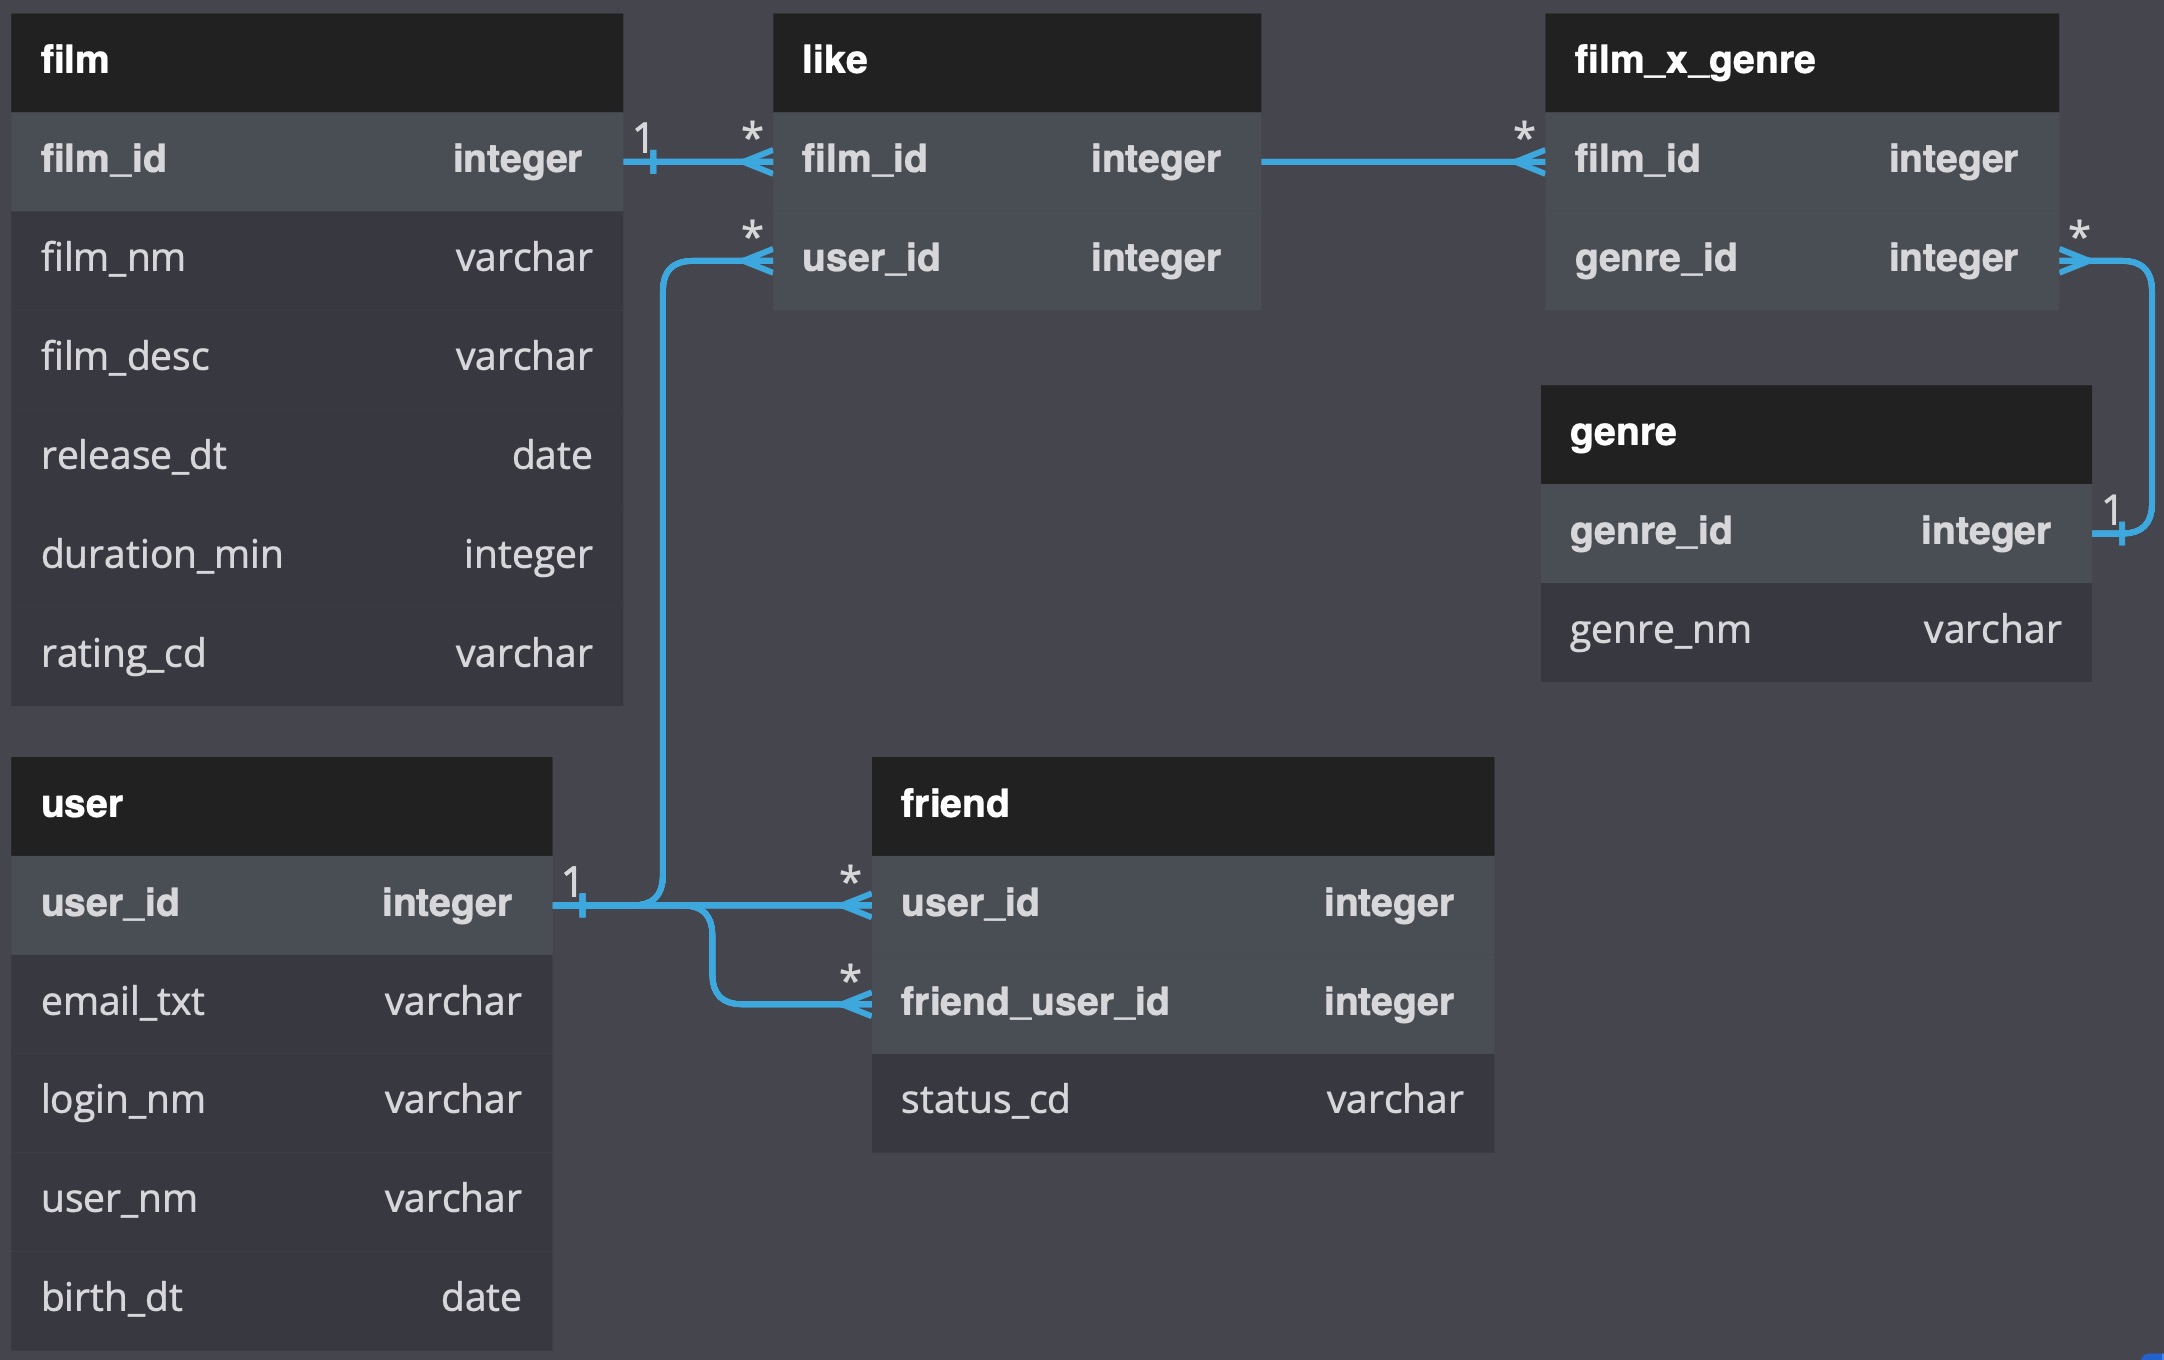 film
film_id integer
film_nm varchar
film_desc varchar
release_dt date
duration_min integer
rating_cd varchar
1 *
*
like
film_id integer
user_id integer
*
film_x_genre
film_id integer
genre_id integer
*
genre
genre_id integer
genre_nm varchar
1
user
user_id integer
email_txt varchar
login_nm varchar
user_nm varchar
birth_dt date
1 *
*
friend
user_id integer
friend_user_id integer
status_cd varchar